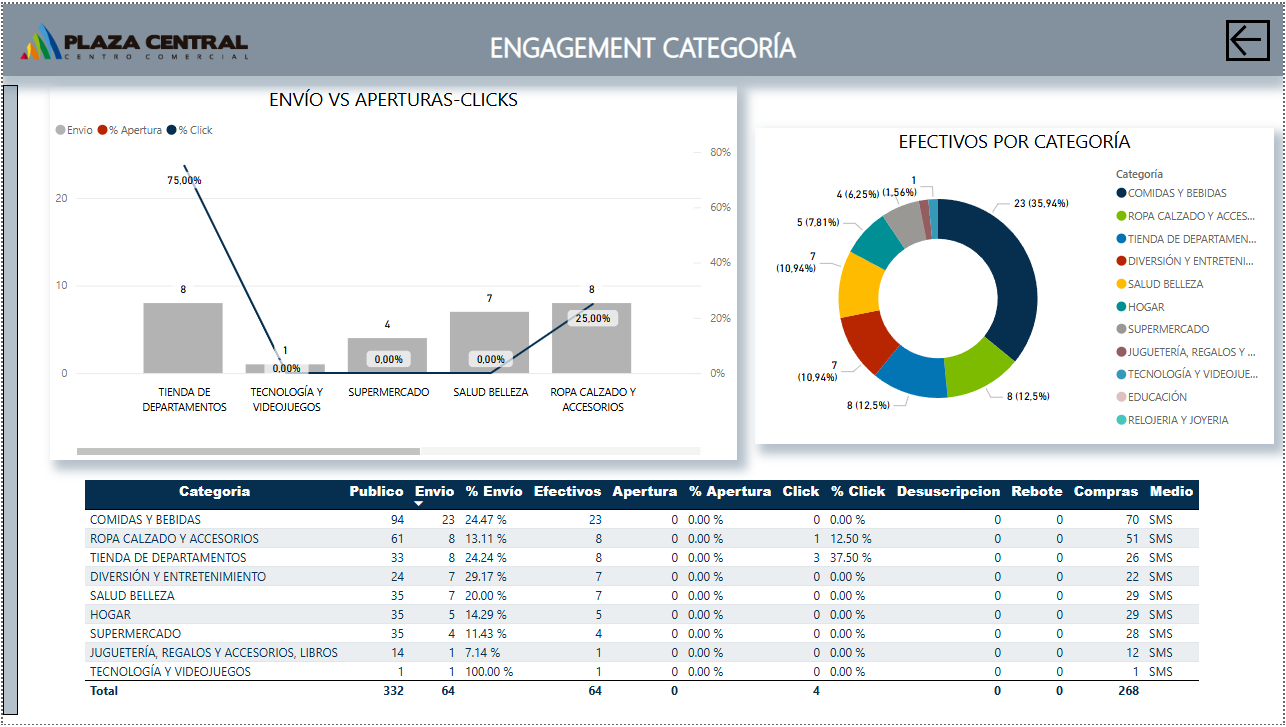 PLAZA CENTRAL
CENTRO COMERCIAL
ENGAGEMENT CATEGORÍA
ENVÍO VS APERTURAS-CLICKS
Envio % Apertura % Click
80%
75,00%
20
60%
40%
10
8
1
4
7
8
25,00%
20%
0,00%
0,00%
0,00%
0
0%
TIENDA DE DEPARTAMENTOS
TECNOLOGÍA Y VIDEOJUEGOS
SUPERMERCADO
SALUD BELLEZA
ROPA CALZADO Y ACCESORIOS
EFECTIVOS POR CATEGORÍA
1 (1,56%)
4 (6,25%)
23 (35,94%)
5 (7,81%)
7 (10,94%)
7 (10,94%)
8 (12,5%)
8 (12,5%)
Categoría
COMIDAS Y BEBIDAS
ROPA CALZADO Y ACCES...
TIENDA DE DEPARTAMEN...
DIVERSIÓN Y ENTRETENI...
SALUD BELLEZA
HOGAR
SUPERMERCADO
JUGUETERÍA, REGALOS Y ...
TECNOLOGÍA Y VIDEOJUE...
EDUCACIÓN
RELOJERIA Y JOYERIA
Categoria Publico Envio % Envío Efectivos Apertura % Apertura Click % Click Desuscripcion Rebote Compras Medio
COMIDAS Y BEBIDAS 94 23 24.47 % 23 0 0.00 % 0 0.00 % 0 0 70 SMS
ROPA CALZADO Y ACCESORIOS 61 8 13.11 % 8 0 0.00 % 1 12.50 % 0 0 51 SMS
TIENDA DE DEPARTAMENTOS 33 8 24.24 % 8 0 0.00 % 3 37.50 % 0 0 26 SMS
DIVERSIÓN Y ENTRETENIMIENTO 24 7 29.17 % 7 0 0.00 % 0 0.00 % 0 0 22 SMS
SALUD BELLEZA 35 7 20.00 % 7 0 0.00 % 0 0.00 % 0 0 29 SMS
HOGAR 35 5 14.29 % 5 0 0.00 % 0 0.00 % 0 0 29 SMS
SUPERMERCADO 35 4 11.43 % 4 0 0.00 % 0 0.00 % 0 0 28 SMS
JUGUETERÍA, REGALOS Y ACCESORIOS, LIBROS 14 1 7.14 % 1 0 0.00 % 0 0.00 % 0 0 12 SMS
TECNOLOGÍA Y VIDEOJUEGOS 1 1 100.00 % 1 0 0.00 % 0 0.00 % 0 0 1 SMS
Total 332 64 64 0 4 0 0 268